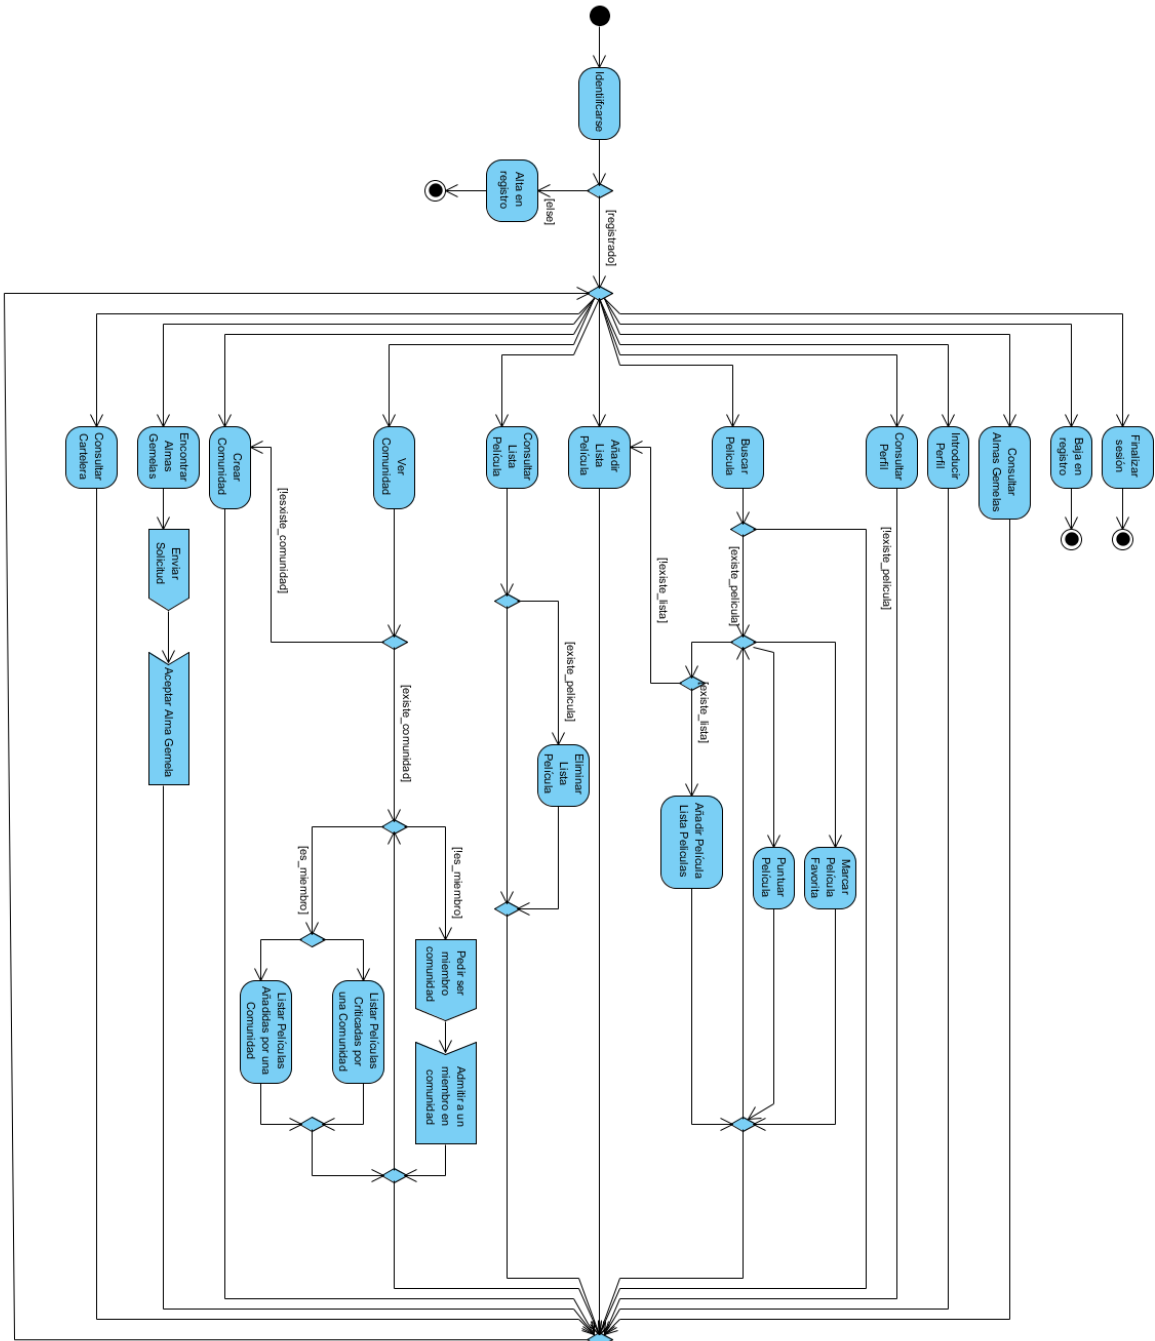 Identiifcarse
Alta en
registro
[else]
[registrado]
Consultar
Cartelera
Encontrar
Almas
Gemelas
Crear
Comunidad
Ver
Comunidad
Consultar
Lista
Película
Añadir
Lista
Película
Buscar
Pelicula
Consultar
Perfil
Introducir
Perfil
Consultar
Almas Gemelas
Baja en
registro
Finalizar
sesión
[!esxiste_comunidad]
Enviar
Solicitud
Aceptar Alma Gemela
[existe_comunidad]
[existe_pelicula]
[!existe_lista]
[existe_pelicula]
[!existe_pelicula]
[existe_lista]
Eliminar
Lista
Película
Añadir Película
Lista Peliculas
Puntuar
Película
Marcar
Película
Favorita
[es_miembro]
[!es_miembro]
Pedir ser
miembro
comunidad
Listar Películas
Añadidas por una
Comunidad
Listar Películas
Criticadas por
una Comunidad
Admitir a un
miembro en
comunidad